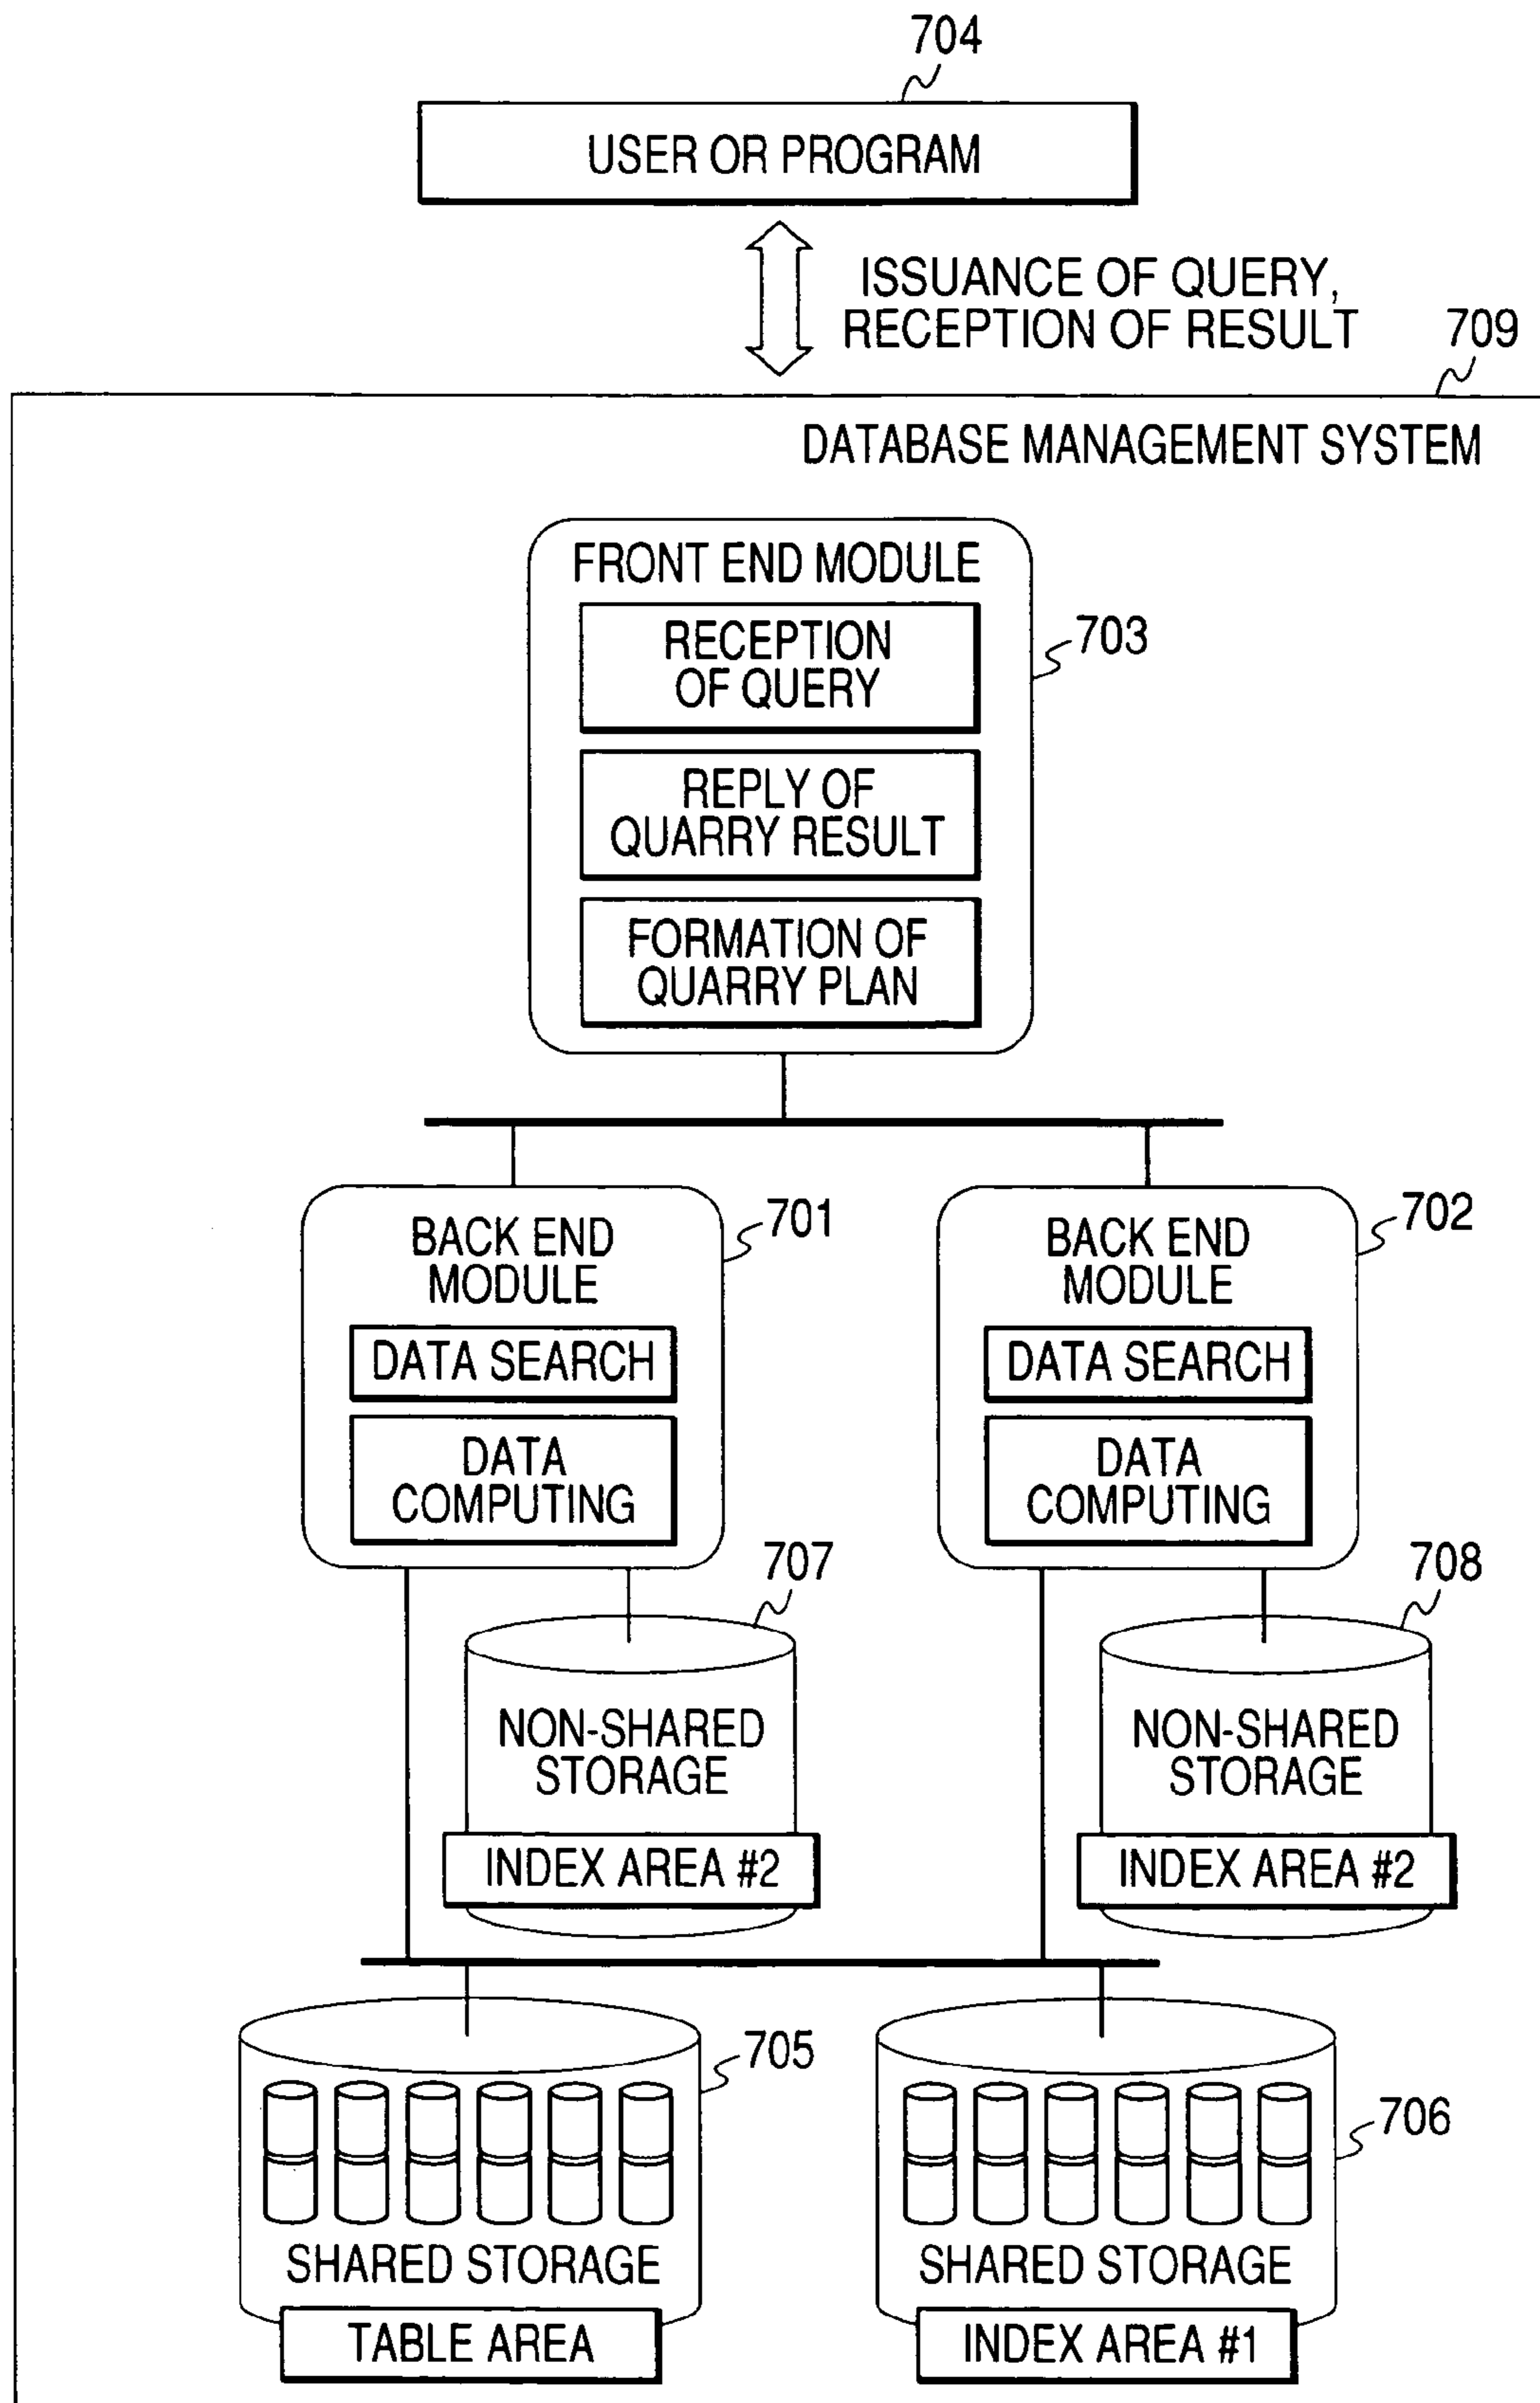 704
USER OR PROGRAM
ISSUANCE OF QUERY,
RECEPTION OF RESULT
709
DATABASE MANAGEMENT SYSTEM
FRONT END MODULE
703
RECEPTION
OF QUERY
REPLY OF
QUARRY RESULT
FORMATION OF
QUARRY PLAN
701
BACK END
MODULE
DATA SEARCH
DATA
COMPUTING
702
BACK END
MODULE
DATA SEARCH
DATA
COMPUTING
707
NON-SHARED
STORAGE
INDEX AREA #2
708
NON-SHARED
STORAGE
INDEX AREA #2
705
SHARED STORAGE
TABLE AREA
706
SHARED STORAGE
INDEX AREA #1